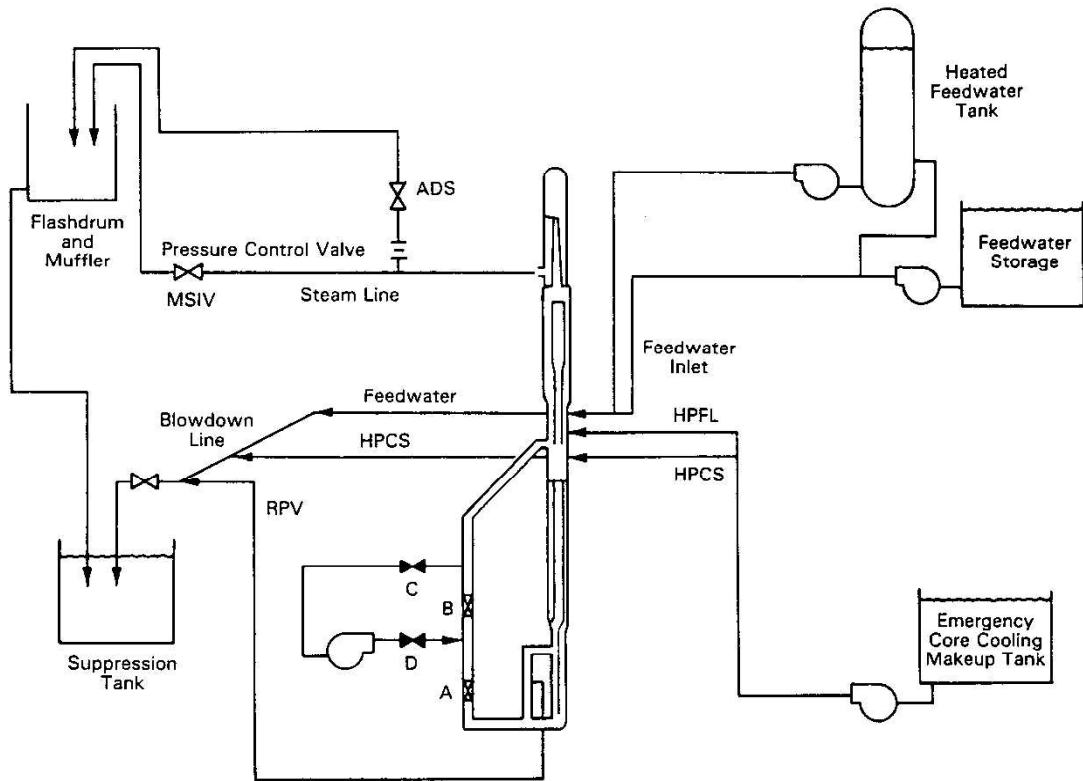 Heated
Feedwater
Tank
ADS
Flashdrum
and
Muffler
Pressure Control Valve
MSIV
Steam Line
Feedwater
Storage
Feedwater
Inlet
Feedwater
Blowdown
Line
HPFL
HPCS
HPCS
RPV
C
B
D
A
Suppression
Tank
Emergency
Core Cooling
Makeup Tank